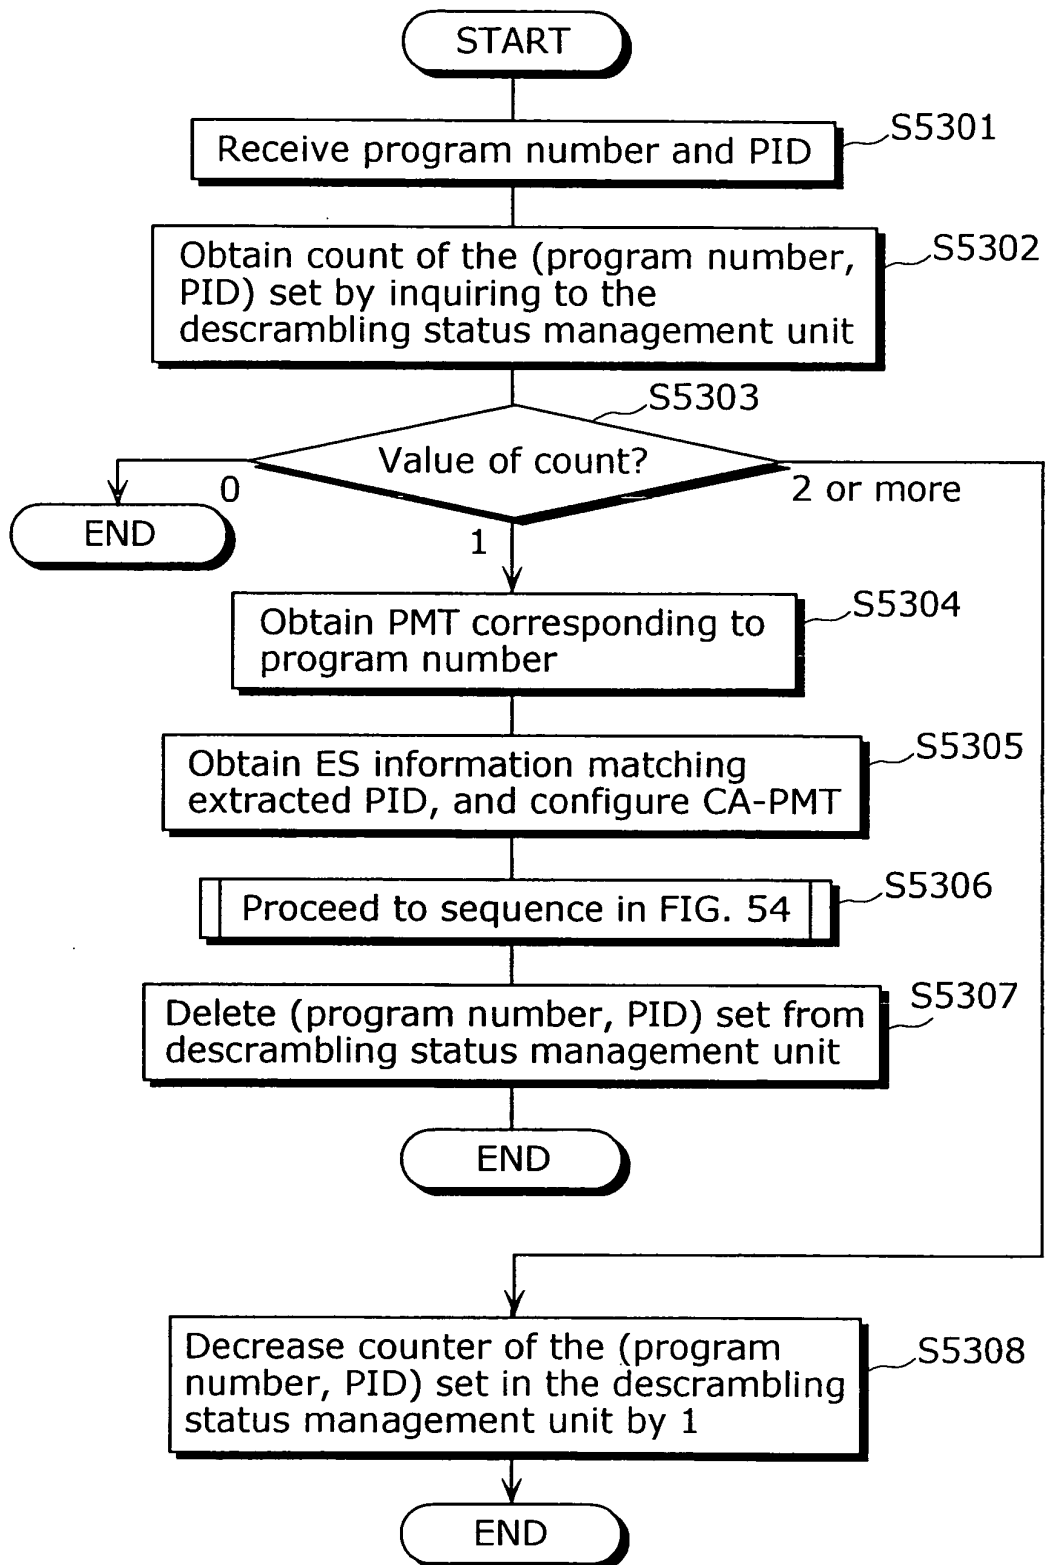 START
Receive program number and PID
S5301
Obtain count of the (program number,
PID) set by inquiring to the
descrambling status management unit
S5302
S5303
Value of count?
0
2 or more
END
1
Obtain PMT corresponding to
program number
S5304
Obtain ES information matching
extracted PID, and configure CA-PMT
S5305
Proceed to sequence in FIG. 54
S5306
Delete (program number, PID) set from
descrambling status management unit
S5307
END
Decrease counter of the (program
number, PID) set in the descrambling
status management unit by 1
S5308
END